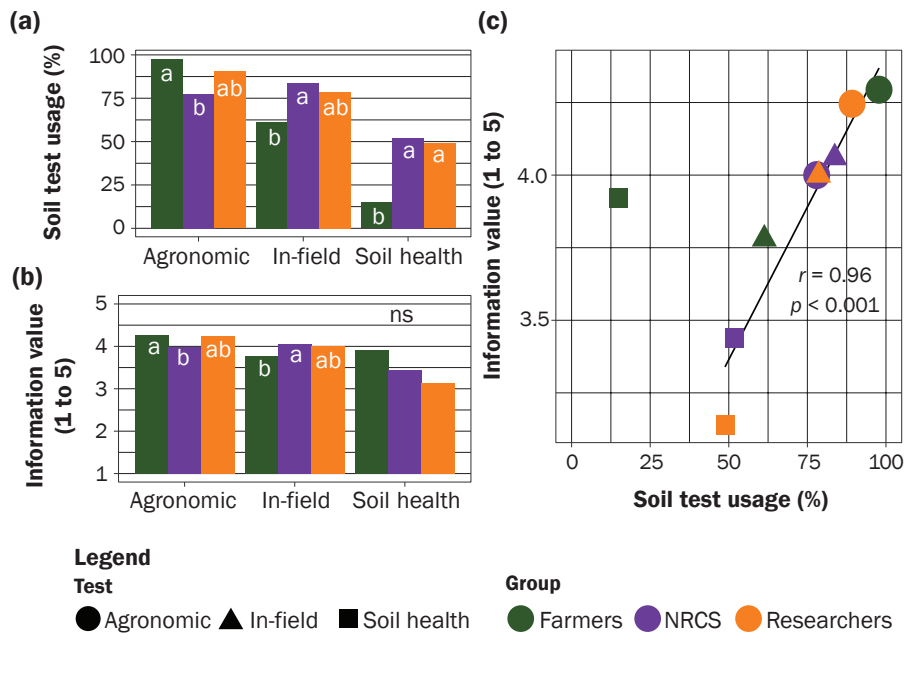 (a)
Soil test usage (%)
100
75
50
25
0
a
b
ab
b
a
ab
b
a
a
Agronomic
In-field
Soil health
(b)
Information value
(1 to 5)
5
4
3
2
1
a
b
ab
b
a
ab
ns
Agronomic
In-field
Soil health
(c)
Information value (1 to 5)
4.0
3.5
r = 0.96
p < 0.001
0
25
50
75
100
Soil test usage (%)
Legend
Test
Agronomic
In-field
Soil health
Group
Farmers
NRCS
Researchers